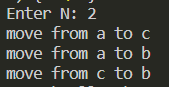 Enter N: 2
move from a to c
move from a to b
move from c to b